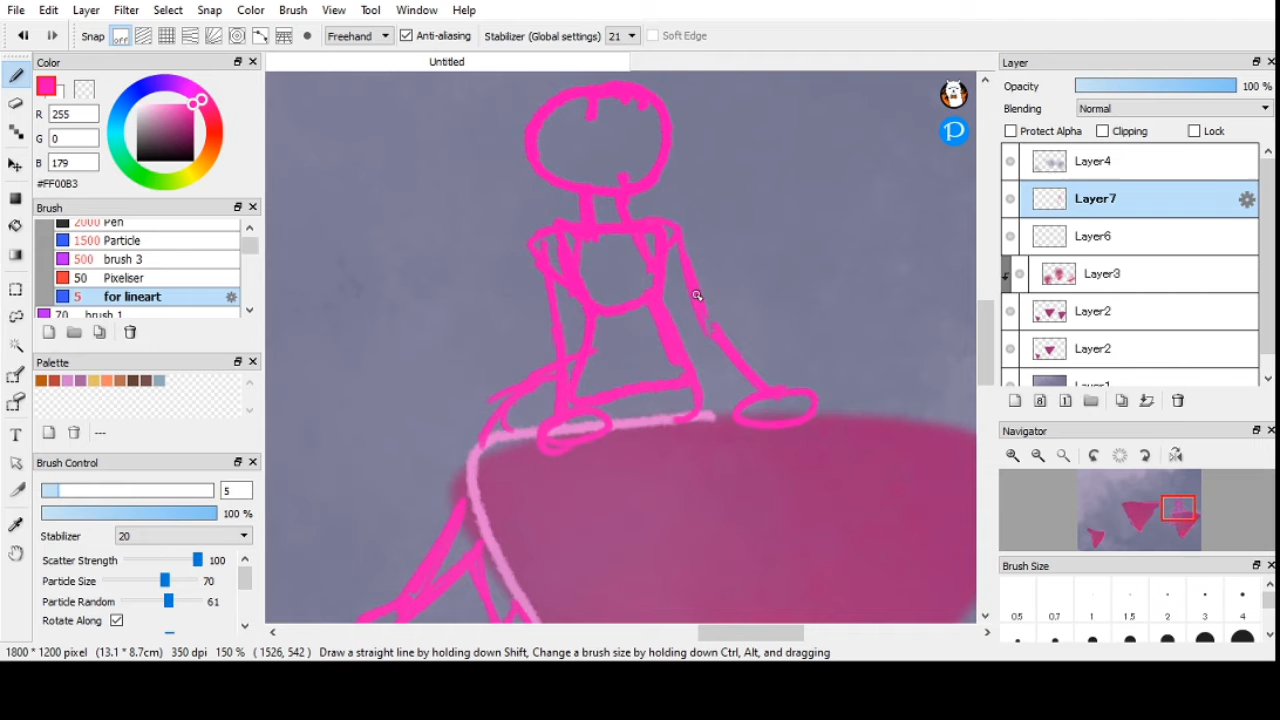 File Edit Layer Filter Select Snap Color Brush View Tool Window Help
Snap off Freehand Anti-aliasing Stabilizer (Global settings) 21 Soft Edge
Color
R 255
G 0
B 179
#FF00B3
Brush
2000 Pen
1500 Particle
500 brush 3
50 Pixeliser
5 for lineart
70 brush 1
Palette
---
Brush Control
5
100 %
Stabilizer 20
Scatter Strength 100
Particle Size 70
Particle Random 61
Rotate Along
Untitled
P
Layer
Opacity 100 %
Blending Normal
Protect Alpha Clipping Lock
Layer4
Layer7
Layer6
Layer3
Layer2
Layer2
Layer1
8 1
Navigator
Brush Size
0.5 0.7 1 1.5 2 3 4
1800 * 1200 pixel (13.1 * 8.7cm) 350 dpi 150 % ( 1526, 542 ) Draw a straight line by holding down Shift, Change a brush size by holding down Ctrl, Alt, and dragging